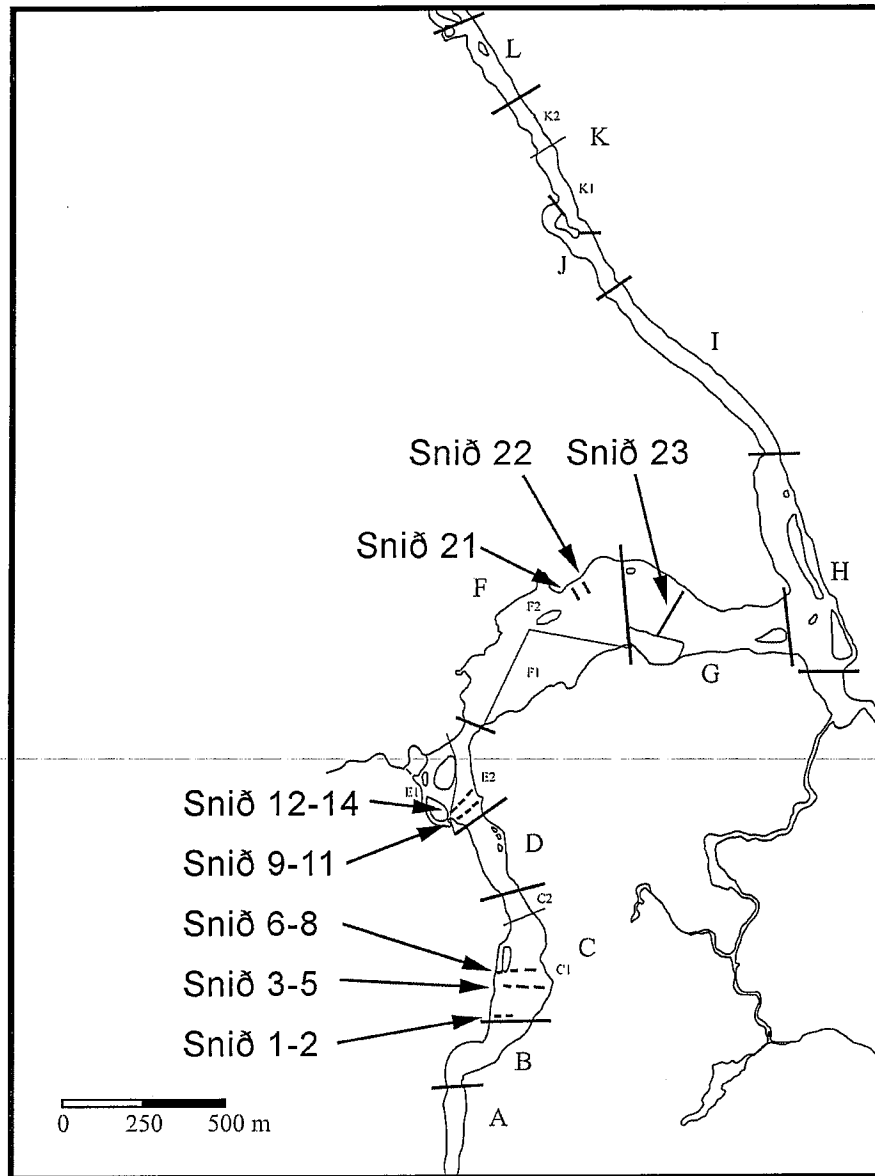 L
K2
K
K1
J
I
Snið 22
Snið 23
Snið 21
F
F2
H
F1
G
E2
E1
Snið 12-14
D
Snið 9-11
C2
Snið 6-8
C
C1
Snið 3-5
Snið 1-2
B
A
0 250 500 m